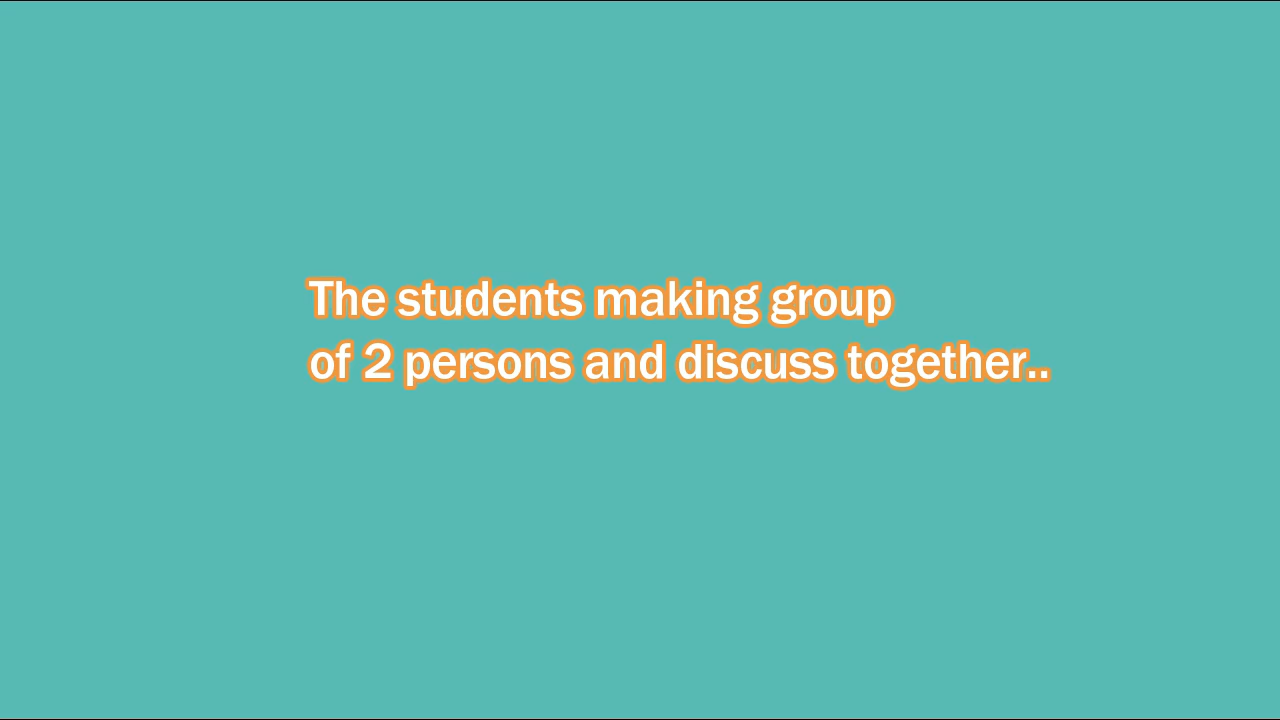 The students making group
of 2 persons and discuss together..